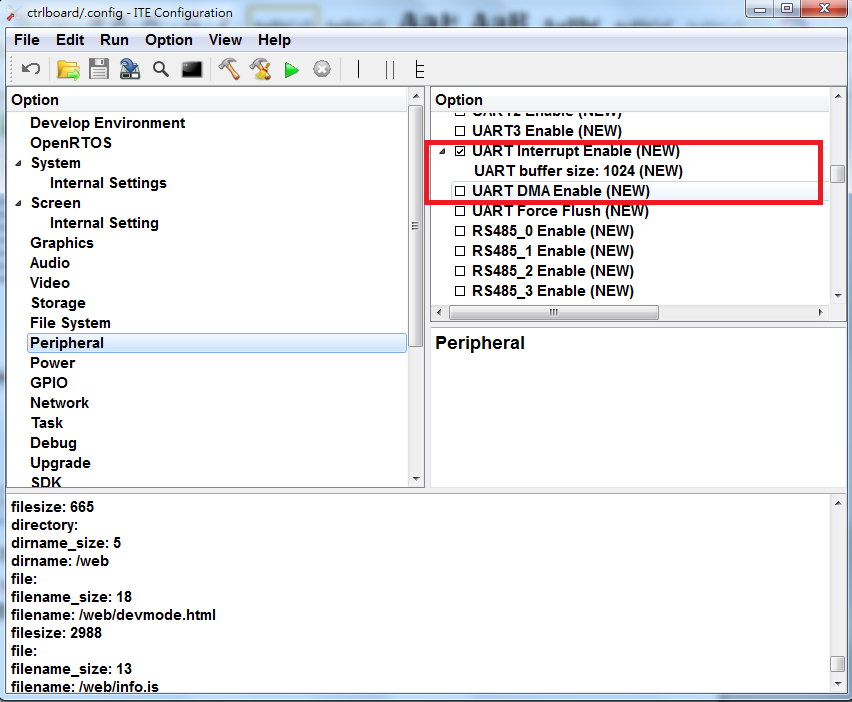 ctrlboard/.config - ITE Configuration
File Edit Run Option View Help
Option
Develop Environment
OpenRTOS
System
Internal Settings
Screen
Internal Setting
Graphics
Audio
Video
Storage
File System
Peripheral
Power
GPIO
Network
Task
Debug
Upgrade
SDK
Option
UART2 Enable (NEW)
UART3 Enable (NEW)
UART Interrupt Enable (NEW)
UART buffer size: 1024 (NEW)
UART DMA Enable (NEW)
UART Force Flush (NEW)
RS485_0 Enable (NEW)
RS485_1 Enable (NEW)
RS485_2 Enable (NEW)
RS485_3 Enable (NEW)
Peripheral
filesize: 665
directory:
dirname_size: 5
dirname: /web
file:
filename_size: 18
filename: /web/devmode.html
filesize: 2988
file:
filename_size: 13
filename: /web/info.js